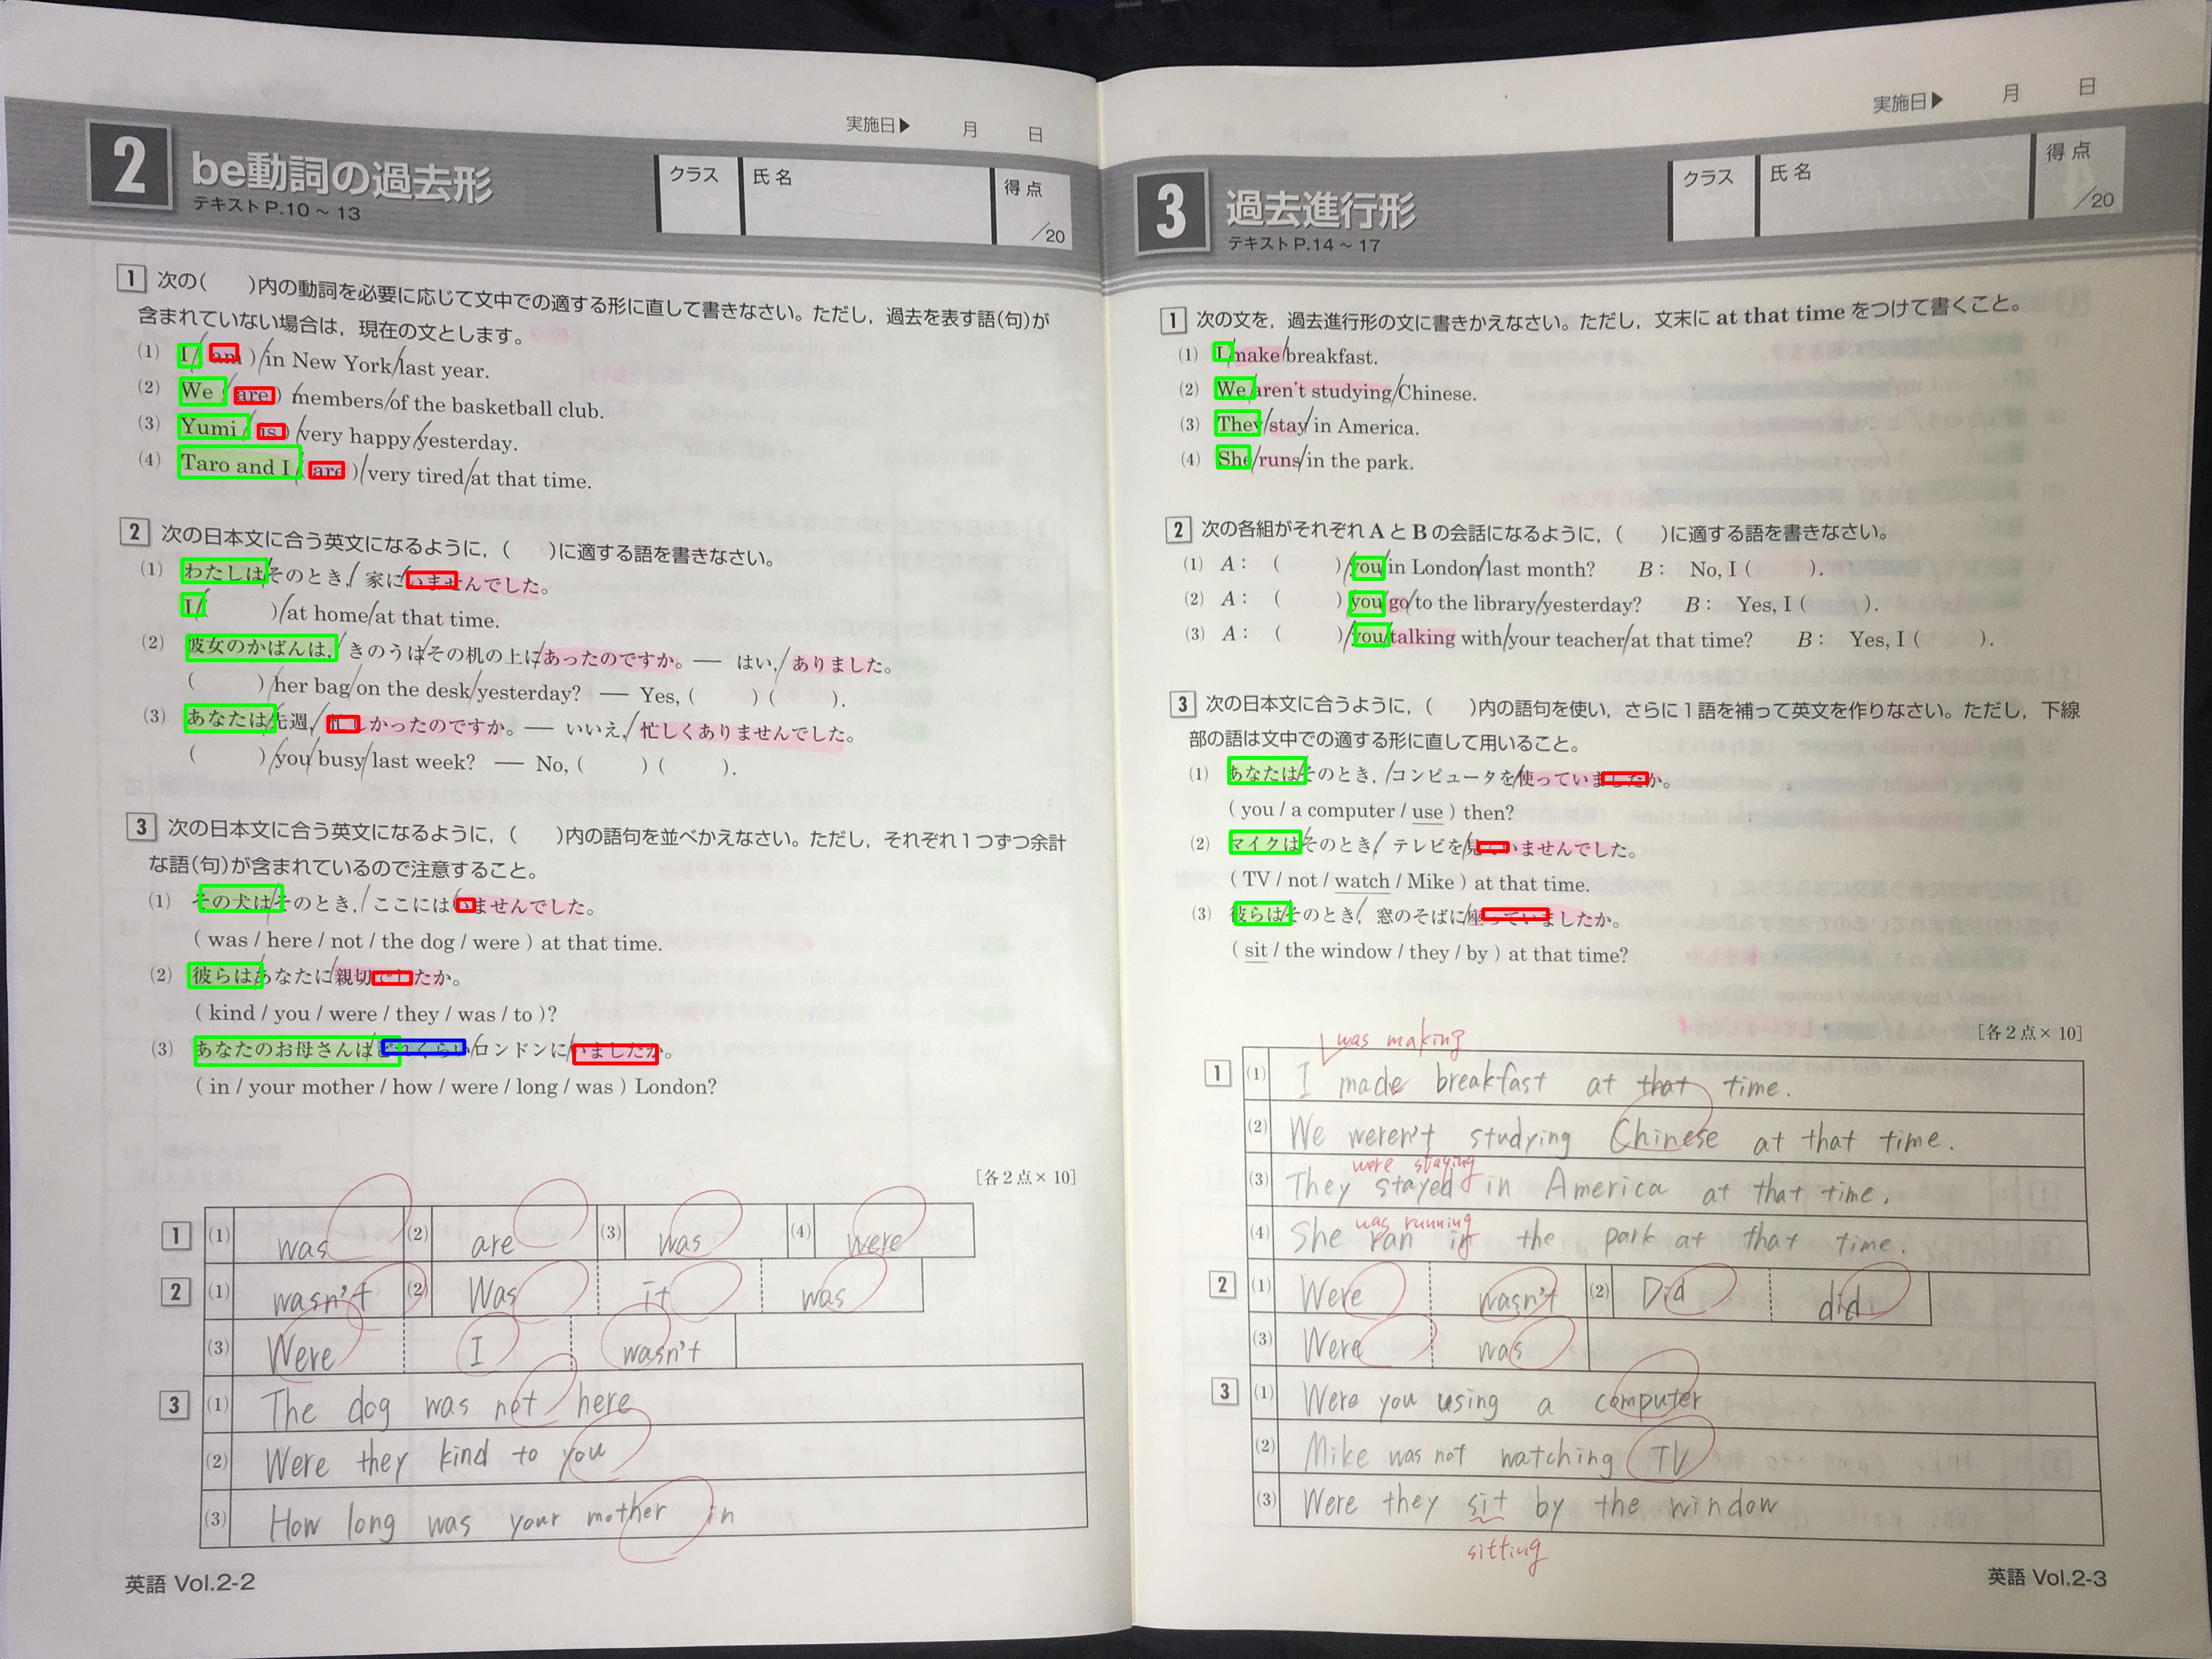 実施日▶ 月 日
2 be動詞の過去形
テキストP.10～13
クラス 氏名 得点 /20
1 次の( )内の動詞を必要に応じて文中での適する形に直して書きなさい。ただし，過去を表す語(句)が
含まれていない場合は，現在の文とします。
(1) I ( am ) in New York last year.
(2) We ( are ) members of the basketball club.
(3) Yumi ( is ) very happy yesterday.
(4) Taro and I ( are ) very tired at that time.
2 次の日本文に合う英文になるように，( )に適する語を書きなさい。
(1) わたしはそのとき，家にいませんでした。
I ( ) at home at that time.
(2) 彼女のかばんは，きのうはその机の上にあったのですか。— はい，ありました。
( ) her bag on the desk yesterday? — Yes, ( ) ( ).
(3) あなたは先週，忙しかったのですか。— いいえ，忙しくありませんでした。
( ) you busy last week? — No, ( ) ( ).
3 次の日本文に合う英文になるように，( )内の語句を並べかえなさい。ただし，それぞれ1つずつ余計
な語(句)が含まれているので注意すること。
(1) その犬はそのとき，ここにはいませんでした。
( was / here / not / the dog / were ) at that time.
(2) 彼らはあなたに親切でしたか。
( kind / you / were / they / was / to )?
(3) あなたのお母さんはどれくらいロンドンにいましたか。
( in / your mother / how / were / long / was ) London?
[各2点×10]
1 (1) was (2) are (3) was (4) were
2 (1) wasn't (2) Was it was
(3) Were I wasn't
3 (1) The dog was not here
(2) Were they kind to you
(3) How long was your mother in
英語 Vol.2-2
実施日▶ 月 日
3 過去進行形
テキストP.14～17
クラス 氏名 得点 /20
1 次の文を，過去進行形の文に書きかえなさい。ただし，文末に at that time をつけて書くこと。
(1) I make breakfast.
(2) We aren't studying Chinese.
(3) They stay in America.
(4) She runs in the park.
2 次の各組がそれぞれAとBの会話になるように，( )に適する語を書きなさい。
(1) A： ( ) you in London last month? B： No, I ( ).
(2) A： ( ) you go to the library yesterday? B： Yes, I ( ).
(3) A： ( ) you talking with your teacher at that time? B： Yes, I ( ).
3 次の日本文に合うように，( )内の語句を使い，さらに1語を補って英文を作りなさい。ただし，下線
部の語は文中での適する形に直して用いること。
(1) あなたはそのとき，コンピュータを使っていましたか。
( you / a computer / use ) then?
(2) マイクはそのとき，テレビを見ていませんでした。
( TV / not / watch / Mike ) at that time.
(3) 彼らはそのとき，窓のそばに座っていましたか。
( sit / the window / they / by ) at that time?
[各2点×10]
was making
1 (1) I made breakfast at that time.
(2) We weren't studying Chinese at that time.
were staying
(3) They stayed in America at that time.
was running
(4) She ran in the park at that time.
2 (1) Were wasn't (2) Did did
(3) Were was
3 (1) Were you using a computer
(2) Mike was not watching TV
(3) Were they sit by the window
sitting
英語 Vol.2-3